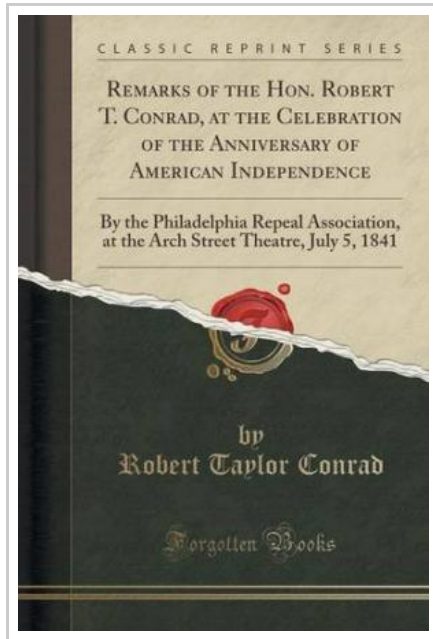 CLASSIC REPRINT SERIES
REMARKS OF THE HON. ROBERT
T. CONRAD, AT THE CELEBRATION
OF THE ANNIVERSARY OF
AMERICAN INDEPENDENCE
By the Philadelphia Repeal Association,
at the Arch Street Theatre, July 5, 1841
by
Robert Taylor Conrad
Forgotten Books